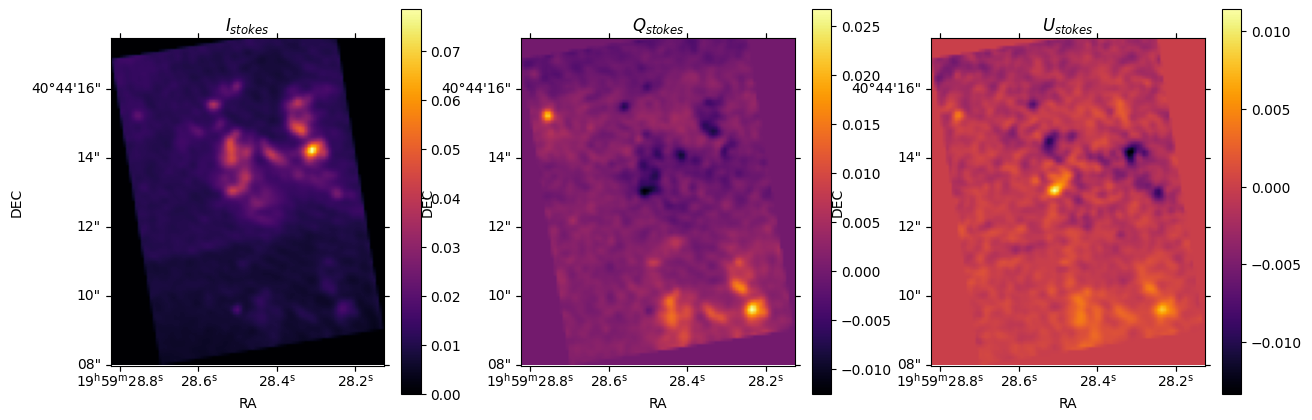 I_stokes
Q_stokes
U_stokes
40°44'16"
14"
12"
10"
08"
19h59m28.8s
28.6s
28.4s
28.2s
RA
DEC
0.07
0.06
0.05
0.04
0.03
0.02
0.01
0.00
40°44'16"
14"
12"
10"
08"
19h59m28.8s
28.6s
28.4s
28.2s
RA
DEC
0.025
0.020
0.015
0.010
0.005
0.000
−0.005
−0.010
40°44'16"
14"
12"
10"
08"
19h59m28.8s
28.6s
28.4s
28.2s
RA
DEC
0.010
0.005
0.000
−0.005
−0.010